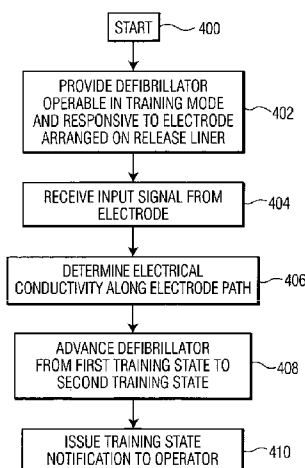 START
400
PROVIDE DEFIBRILLATOR
OPERABLE IN TRAINING MODE
AND RESPONSIVE TO ELECTRODE
ARRANGED ON RELEASE LINER
402
RECEIVE INPUT SIGNAL FROM
ELECTRODE
404
DETERMINE ELECTRICAL
CONDUCTIVITY ALONG ELECTRODE PATH
406
ADVANCE DEFIBRILLATOR
FROM FIRST TRAINING STATE TO
SECOND TRAINING STATE
408
ISSUE TRAINING STATE
NOTIFICATION TO OPERATOR
410